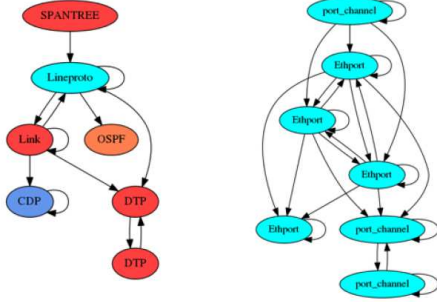 SPANTREE
Lineproto
Link
OSPF
CDP
DTP
DTP
port_channel
Ethport
Ethport
Ethport
Ethport
port_channel
port_channel